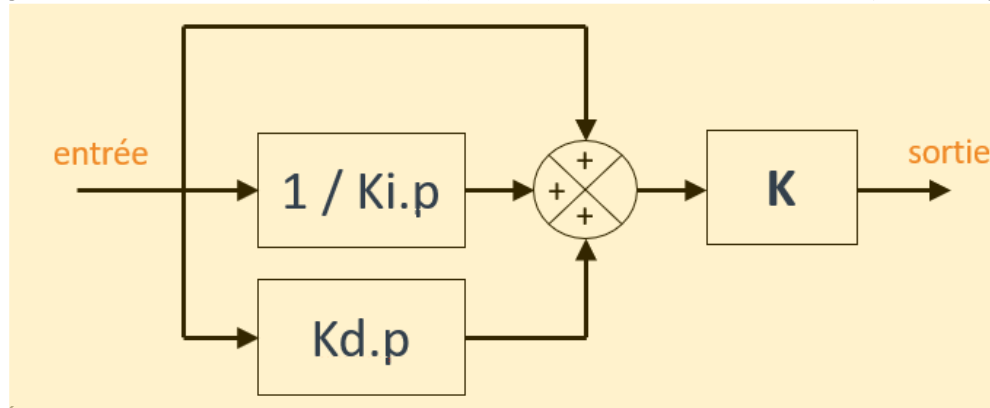 entrée
1 / Ki.p
+
+
+
K
sortie
Kd.p